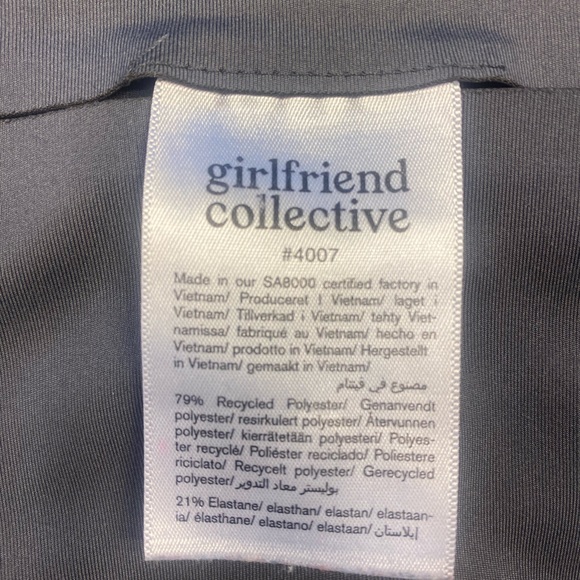 girlfriend
collective
#4007
Made in our SA8000 certified factory in
Vietnam/ Produceret I Vietnam/ laget i
Vietnam/ Tillverkad i Vietnam/ tehty Viet-
namissa/ fabriqué au Vietnam/ hecho en
Vietnam/ prodotto in Vietnam/ Hergestellt
in Vietnam/ gemaakt in Vietnam/
مصنوع في فيتنام
79% Recycled Polyester/ Genanvendt
polyester/ resirkulert polyester/ Återvunnen
polyester/ kierrätetään polyesteri/ Polyes-
ter recyclé/ Poliéster reciclado/ Poliestere
riciclato/ Recycelt polyester/ Gerecycled
polyester/ بوليستر معاد التدوير
21% Elastane/ elasthan/ elastan/ elastaan-
ia/ élasthane/ elastano/ elastaan/ إيلاستان